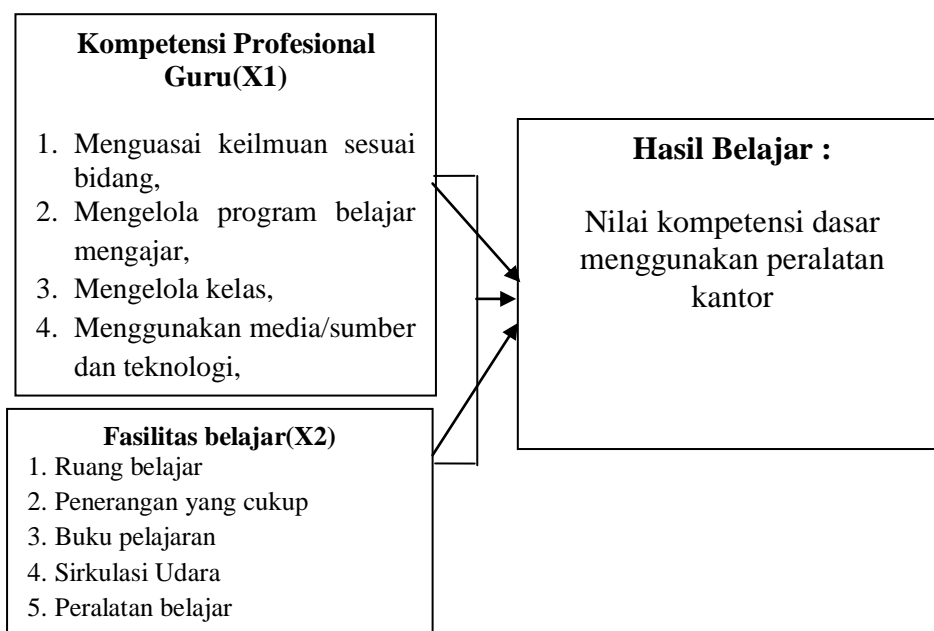 Kompetensi Profesional
Guru(X1)
1. Menguasai keilmuan sesuai
bidang,
2. Mengelola program belajar
mengajar,
3. Mengelola kelas,
4. Menggunakan media/sumber
dan teknologi,
Fasilitas belajar(X2)
1. Ruang belajar
2. Penerangan yang cukup
3. Buku pelajaran
4. Sirkulasi Udara
5. Peralatan belajar
Hasil Belajar :
Nilai kompetensi dasar
menggunakan peralatan
kantor